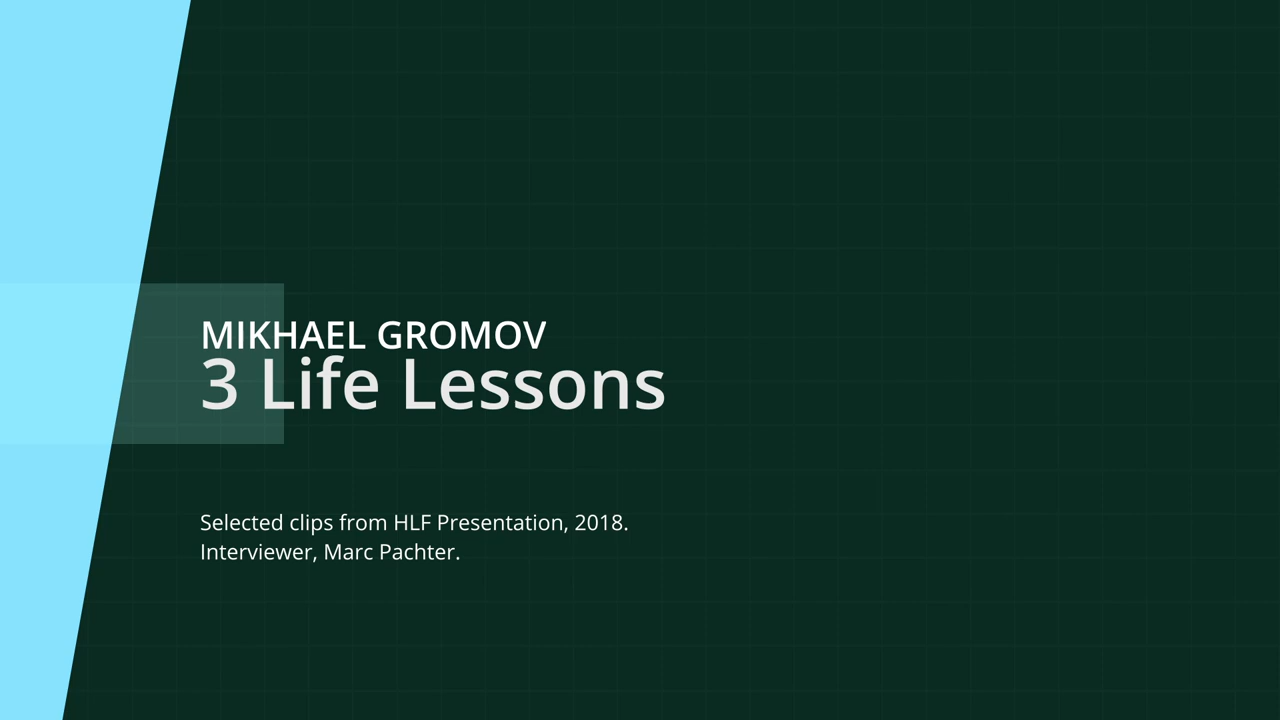 MIKHAEL GROMOV
3 Life Lessons
Selected clips from HLF Presentation, 2018.
Interviewer, Marc Pachter.